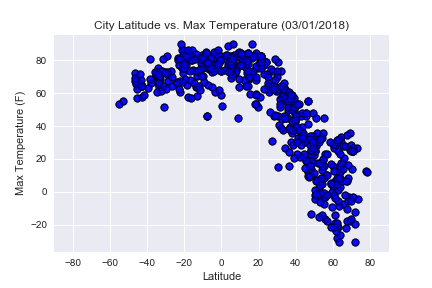 City Latitude vs. Max Temperature (03/01/2018)
Max Temperature (F)
80
60
40
20
0
−20
−80 −60 −40 −20 0 20 40 60 80
Latitude